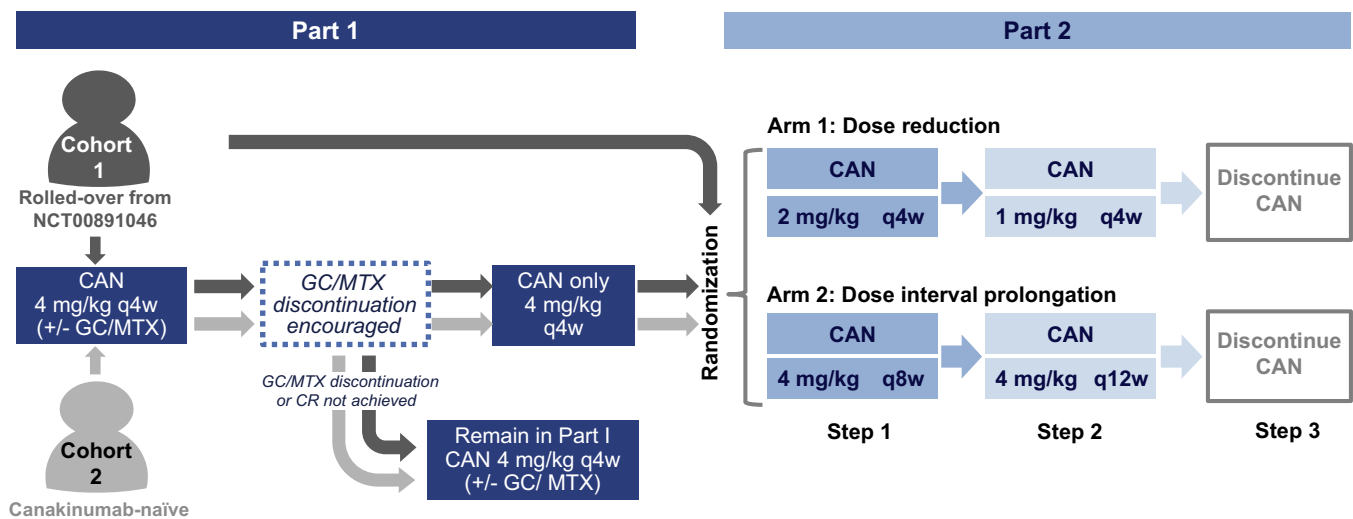 Part 1
Part 2
Cohort
1
Rolled-over from
NCT00891046
CAN
4 mg/kg q4w
(+/- GC/MTX)
Cohort
2
Canakinumab-naïve
GC/MTX
discontinuation
encouraged
GC/MTX discontinuation
or CR not achieved
CAN only
4 mg/kg
q4w
Remain in Part I
CAN 4 mg/kg q4w
(+/- GC/ MTX)
Randomization
Arm 1: Dose reduction
CAN
2 mg/kg q4w
CAN
1 mg/kg q4w
Discontinue
CAN
Arm 2: Dose interval prolongation
CAN
4 mg/kg q8w
CAN
4 mg/kg q12w
Discontinue
CAN
Step 1
Step 2
Step 3